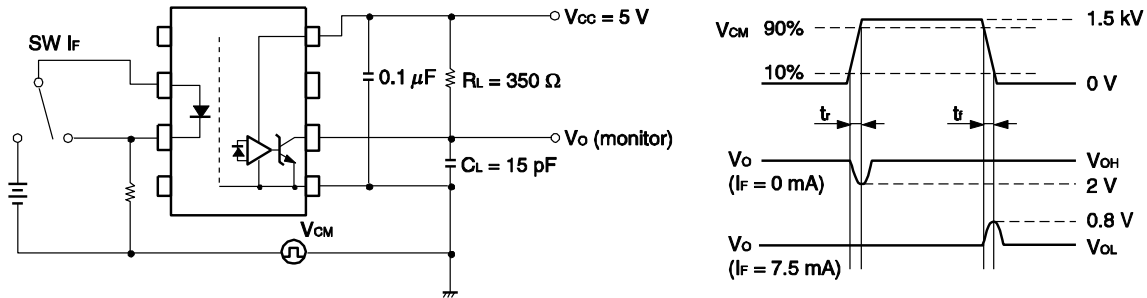 SW IF
VCC = 5 V
0.1 μF
RL = 350 Ω
VO (monitor)
CL = 15 pF
VCM
VCM 90%
10%
1.5 kV
0 V
tr
tf
VO
(IF = 0 mA)
VOH
2 V
0.8 V
VO
(IF = 7.5 mA)
VOL